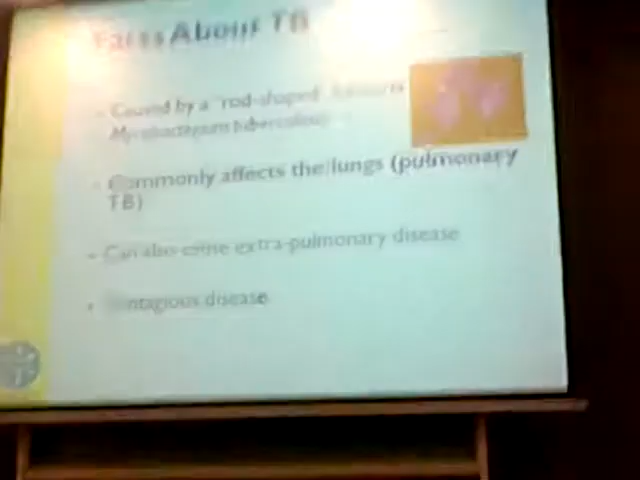 Facts About TB
• Caused by a "rod-shaped"
Mycobacterium tuberculosis
• Commonly affects the lungs (pulmonary
TB)
• Can also cause extra-pulmonary disease
• Contagious disease